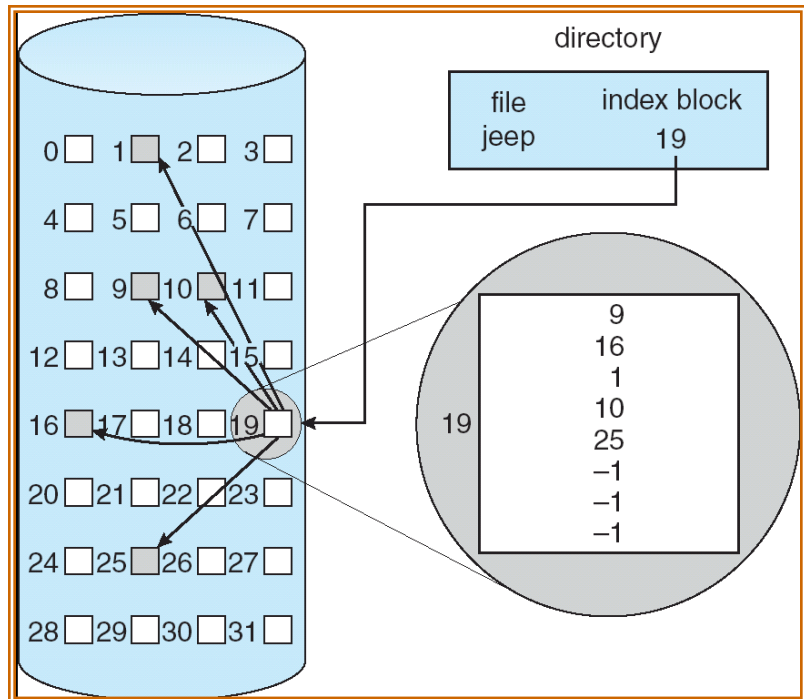 directory
file index block
jeep 19
0 1 2 3
4 5 6 7
8 9 10 11
12 13 14 15
16 17 18 19
20 21 22 23
24 25 26 27
28 29 30 31
19
9
16
1
10
25
–1
–1
–1